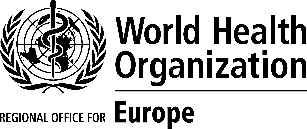 World Health
Organization
REGIONAL OFFICE FOR Europe